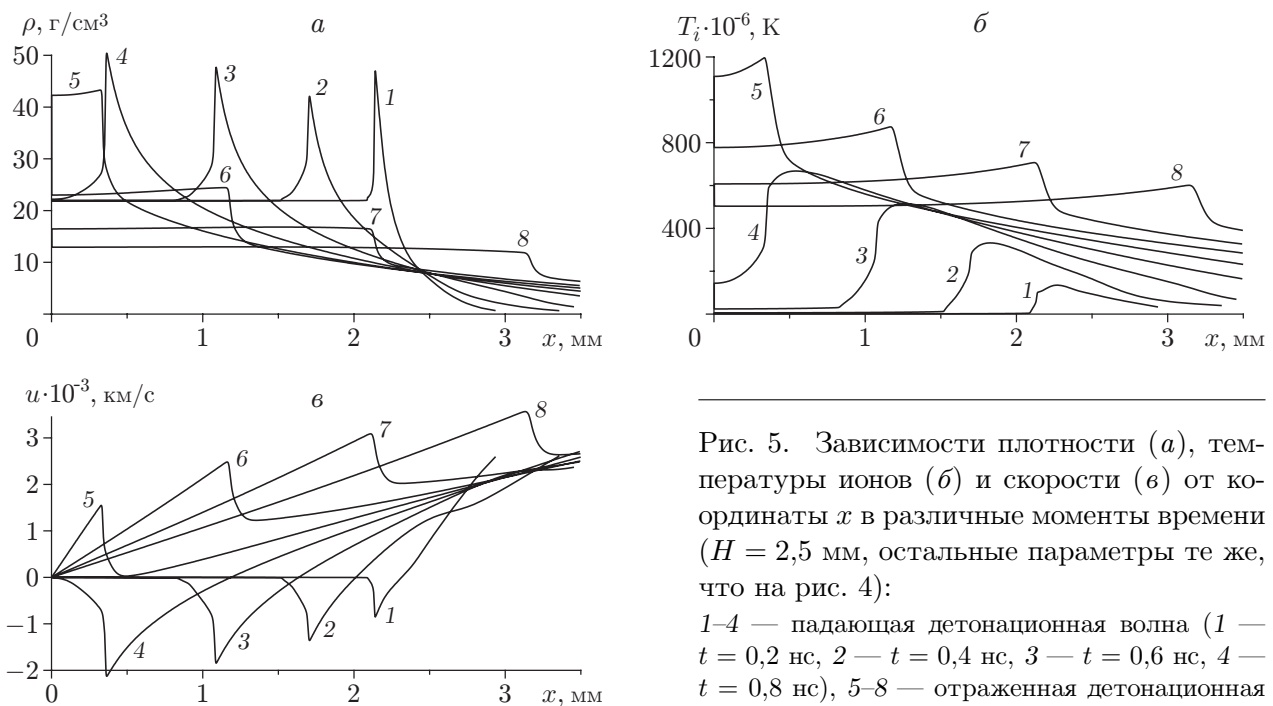 ρ, г/см³
а
50
40
30
20
10
0
1
2
3
x, мм
5
4
3
2
1
6
7
8
T_i·10⁻⁶, К
б
1200
800
400
0
1
2
3
x, мм
5
6
7
8
4
3
2
1
u·10⁻³, км/с
в
3
2
1
0
−1
−2
0
1
2
3
x, мм
5
6
7
8
4
3
2
1
Рис. 5. Зависимости плотности (а), тем-
пературы ионов (б) и скорости (в) от ко-
ординаты x в различные моменты времени
(H = 2,5 мм, остальные параметры те же,
что на рис. 4):
1–4 — падающая детонационная волна (1 —
t = 0,2 нс, 2 — t = 0,4 нс, 3 — t = 0,6 нс, 4 —
t = 0,8 нс), 5–8 — отраженная детонационная